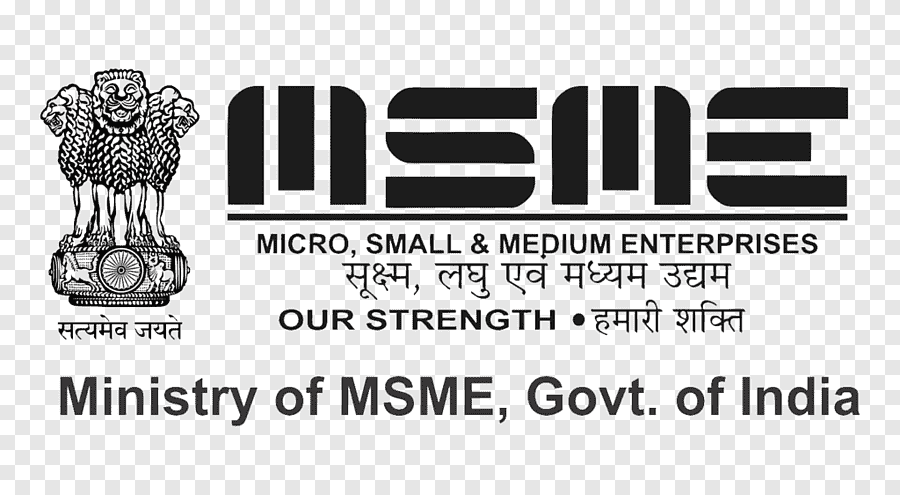 MSME
MICRO, SMALL & MEDIUM ENTERPRISES
सूक्ष्म, लघु एवं मध्यम उद्यम
OUR STRENGTH • हमारी शक्ति
सत्यमेव जयते
Ministry of MSME, Govt. of India